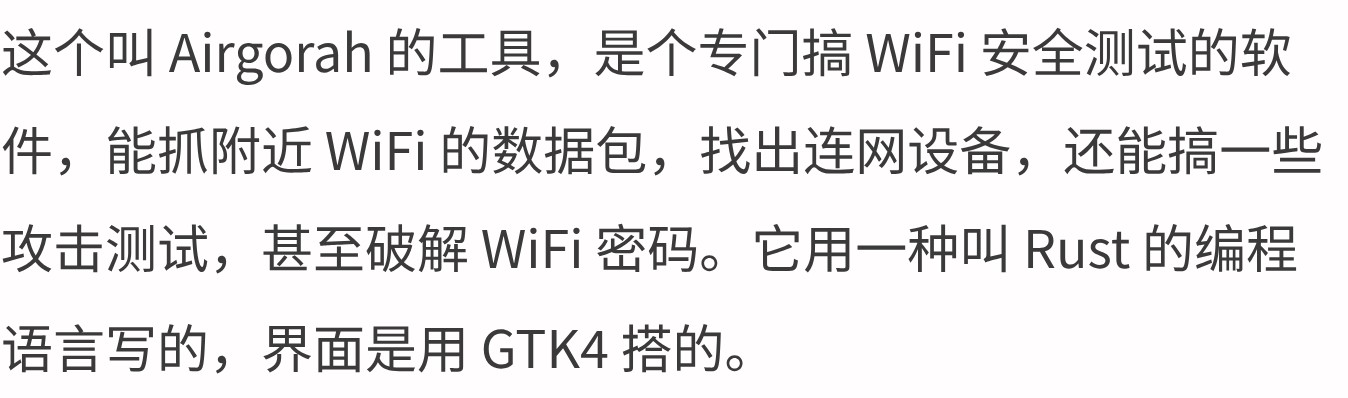 这个叫 Airgorah 的工具，是个专门搞 WiFi 安全测试的软
件，能抓附近 WiFi 的数据包，找出连网设备，还能搞一些
攻击测试，甚至破解 WiFi 密码。它用一种叫 Rust 的编程
语言写的，界面是用 GTK4 搭的。